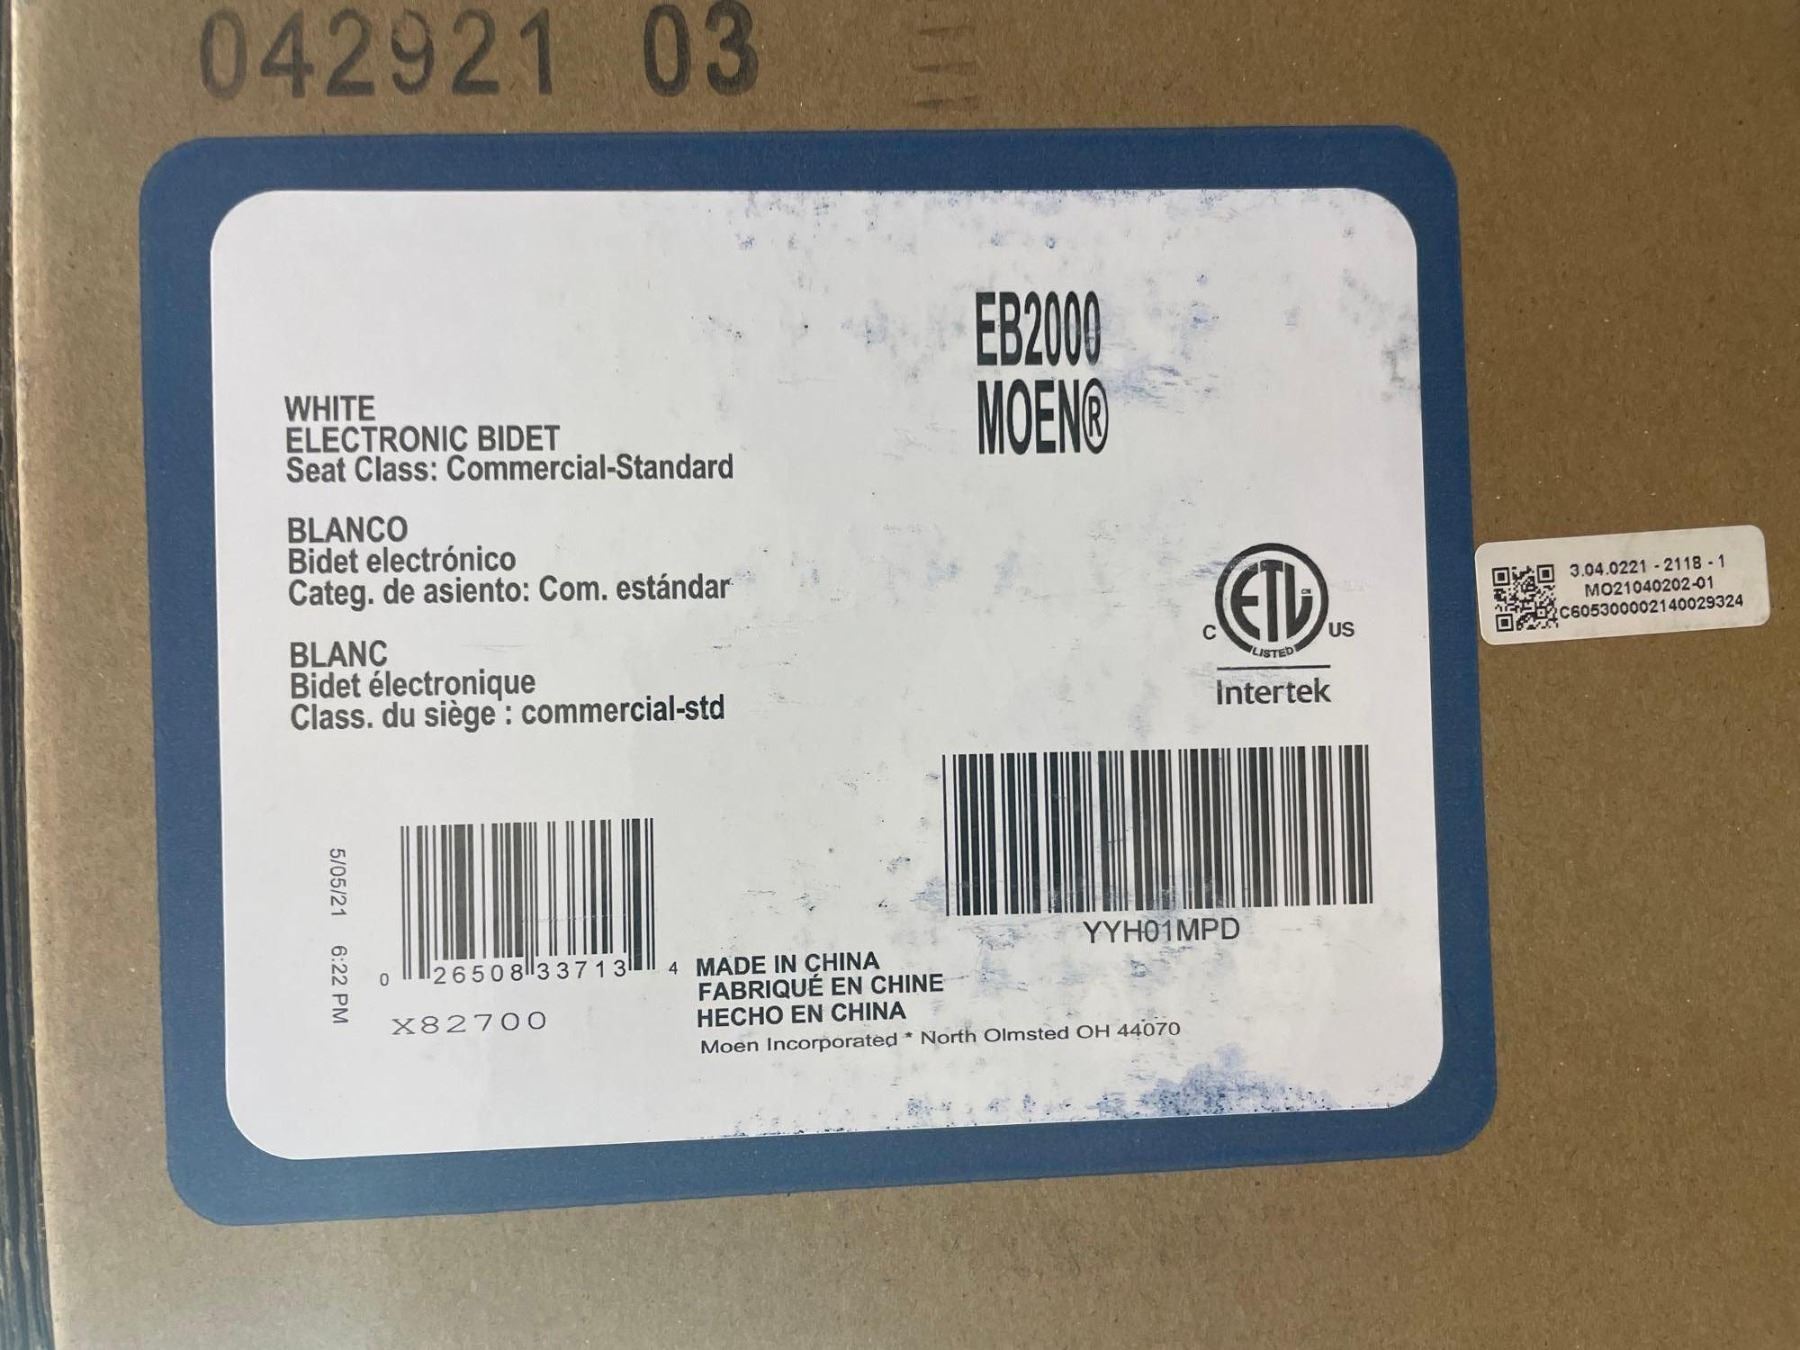 042921 03
EB2000
MOEN®
WHITE
ELECTRONIC BIDET
Seat Class: Commercial-Standard
BLANCO
Bidet electrónico
Categ. de asiento: Com. estándar
BLANC
Bidet électronique
Class. du siège : commercial-std
C ETL CM US
LISTED
Intertek
3.04.0221 - 2118 - 1
MO21040202-01
C605300002140029324
5/05/21 6:22 PM
0 26508 33713 4
X82700
YYH01MPD
MADE IN CHINA
FABRIQUÉ EN CHINE
HECHO EN CHINA
Moen Incorporated * North Olmsted OH 44070